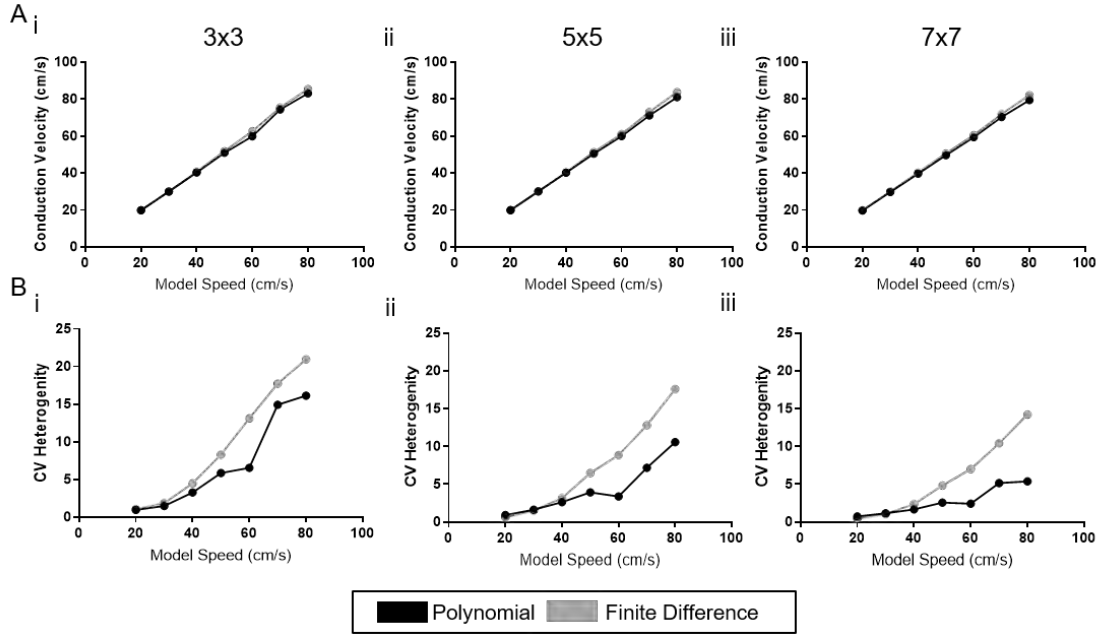 A
i
3x3
ii
5x5
iii
7x7
Conduction Velocity (cm/s)
100
80
60
40
20
0
0 20 40 60 80 100
Model Speed (cm/s)
Conduction Velocity (cm/s)
100
80
60
40
20
0
0 20 40 60 80 100
Model Speed (cm/s)
Conduction Velocity (cm/s)
100
80
60
40
20
0
0 20 40 60 80 100
Model Speed (cm/s)
B
i
ii
iii
CV Heterogenity
25
20
15
10
5
0
0 20 40 60 80 100
Model Speed (cm/s)
CV Heterogenity
25
20
15
10
5
0
0 20 40 60 80 100
Model Speed (cm/s)
CV Heterogenity
25
20
15
10
5
0
0 20 40 60 80 100
Model Speed (cm/s)
Polynomial Finite Difference